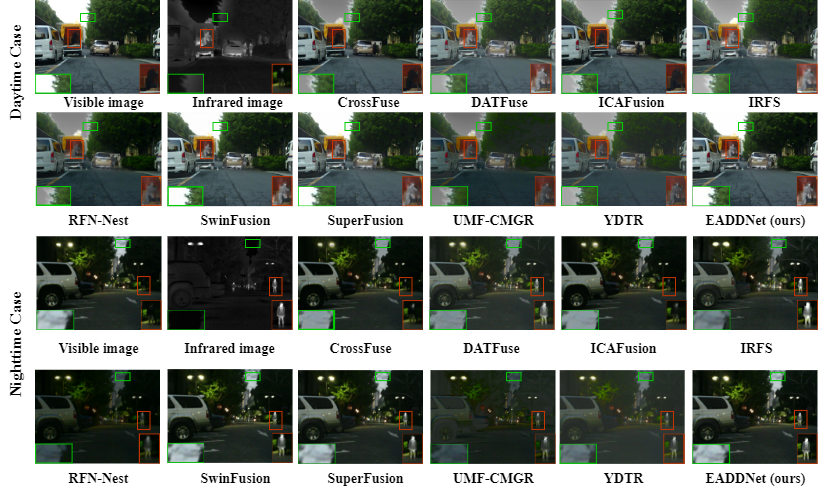 Daytime Case
Visible image Infrared image CrossFuse DATFuse ICAFusion IRFS
RFN-Nest SwinFusion SuperFusion UMF-CMGR YDTR EADDNet (ours)
Nighttime Case
Visible image Infrared image CrossFuse DATFuse ICAFusion IRFS
RFN-Nest SwinFusion SuperFusion UMF-CMGR YDTR EADDNet (ours)